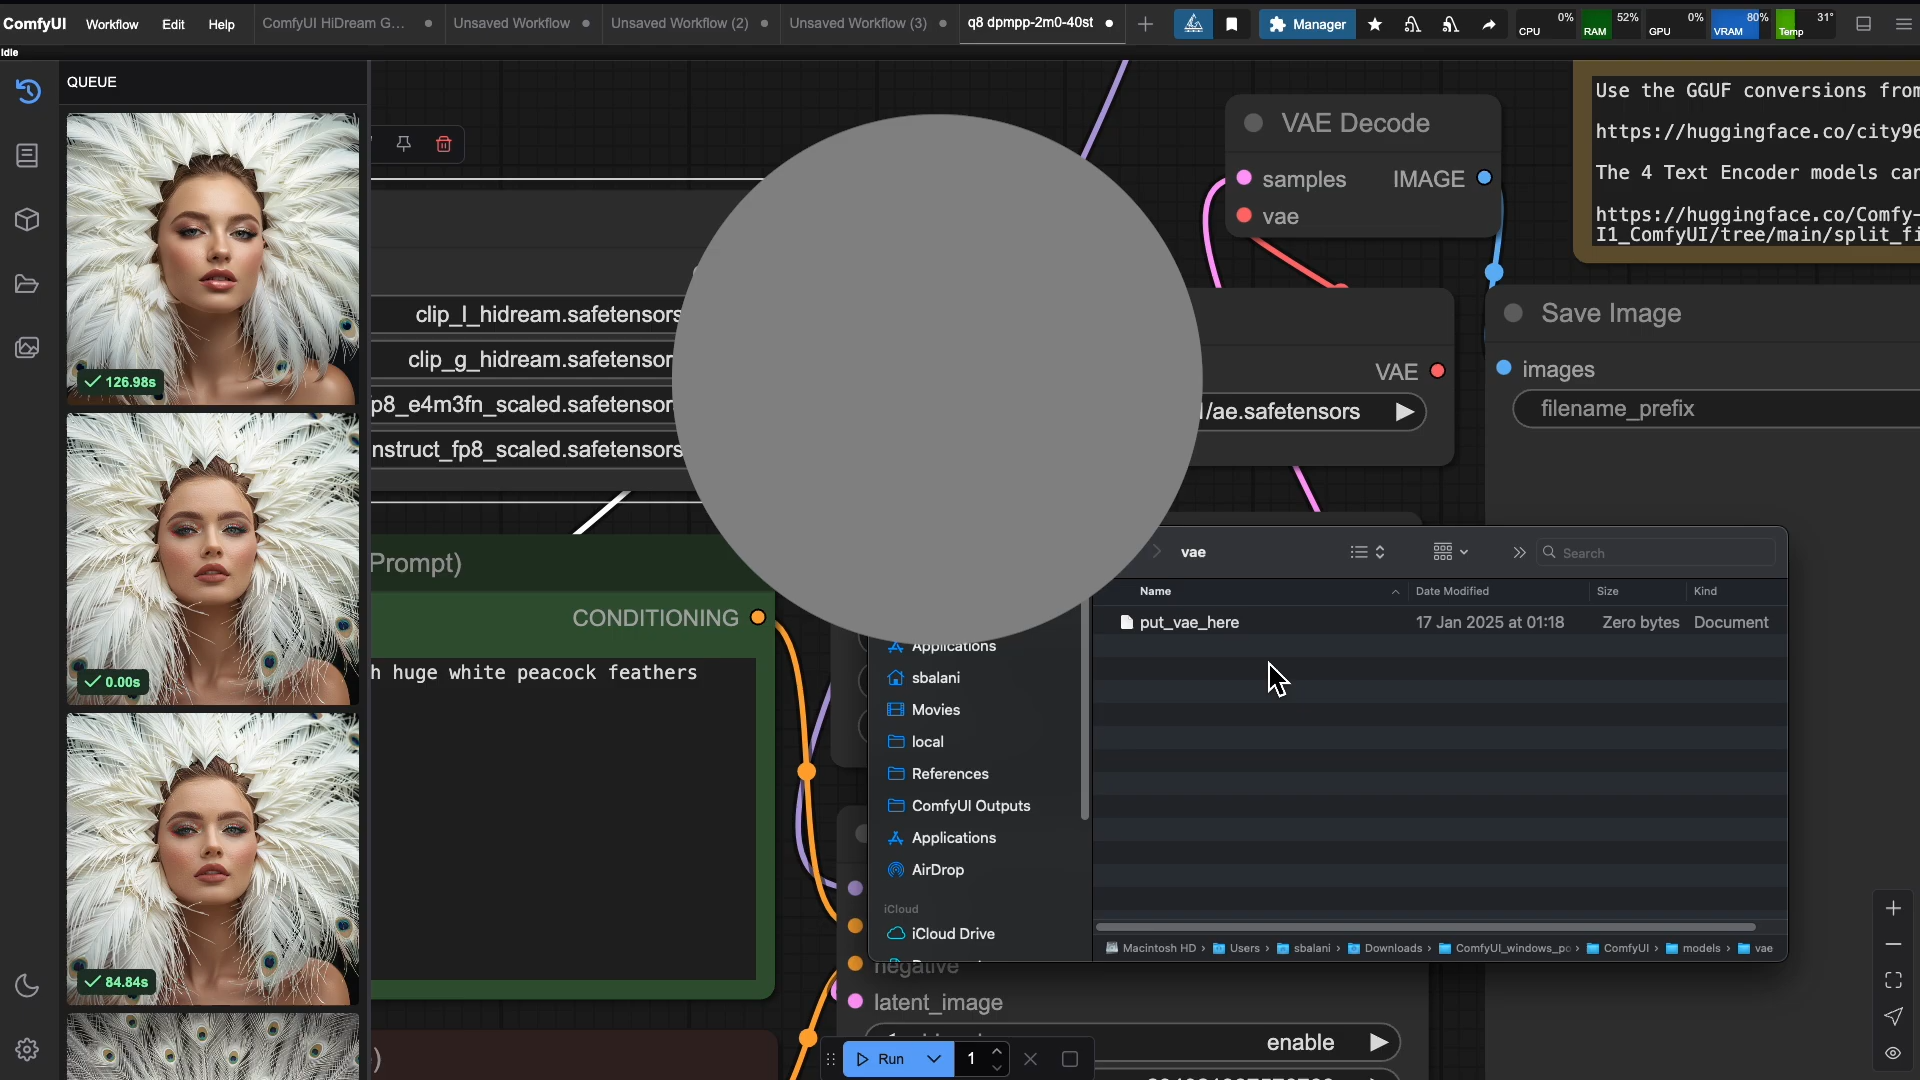 ComfyUI Workflow Edit Help ComfyUI HiDream G... Unsaved Workflow Unsaved Workflow (2) Unsaved Workflow (3) q8 dpmpp-2m0-40st Manager CPU 0% RAM 52% GPU 0% VRAM 80% Temp 31°
Idle
QUEUE
126.98s
0.00s
84.84s
clip_l_hidream.safetensors
clip_g_hidream.safetensor
p8_e4m3fn_scaled.safetensor
nstruct_fp8_scaled.safetensors
Prompt)
CONDITIONING
h huge white peacock feathers
VAE Decode
samples IMAGE
vae
VAE
/ae.safetensors
Use the GGUF conversions from
https://huggingface.co/city96
The 4 Text Encoder models can
https://huggingface.co/Comfy-
I1_ComfyUI/tree/main/split_fi
Save Image
images
filename_prefix
vae Search
Name Date Modified Size Kind
put_vae_here 17 Jan 2025 at 01:18 Zero bytes Document
Applications
sbalani
Movies
local
References
ComfyUI Outputs
Applications
AirDrop
iCloud
iCloud Drive
Macintosh HD › Users › sbalani › Downloads › ComfyUI_windows_po › ComfyUI › models › vae
negative
latent_image
enable
)
Run 1